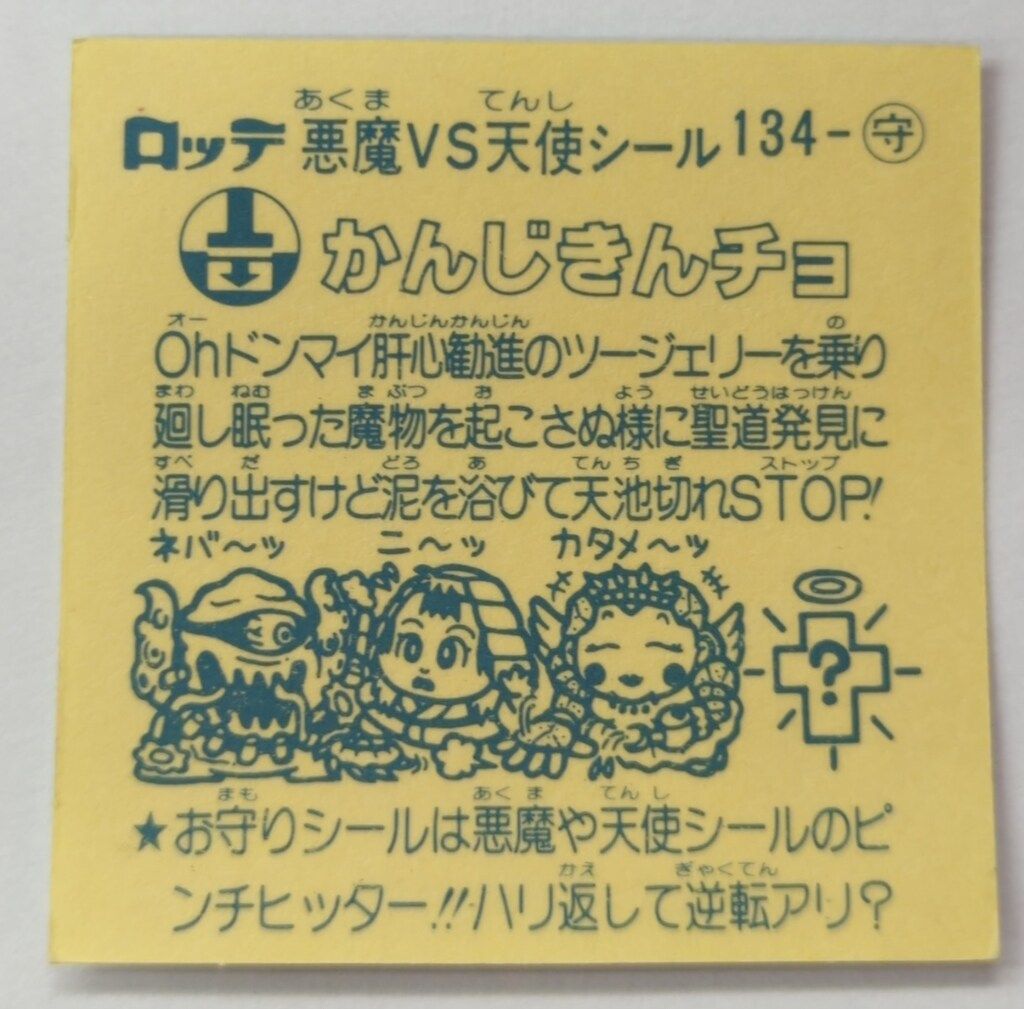 ロッテ 悪魔VS天使シール 134-守
あくま てんし
かんじきんチョ
オー かんじんかんじん の
Ohドンマイ肝心勧進のツージェリーを乗り
まわ ねむ まぶつ お よう せいどうはっけん
廻し眠った魔物を起こさぬ様に聖道発見に
すべ だ どろ あ てんちぎ ストップ
滑り出すけど泥を浴びて天池切れSTOP!
ネバ〜ッ ニ〜ッ カタメ〜ッ
?
まも あくま てんし
★お守りシールは悪魔や天使シールのピ
かえ ぎゃくてん
ンチヒッター!!ハリ返して逆転アリ?